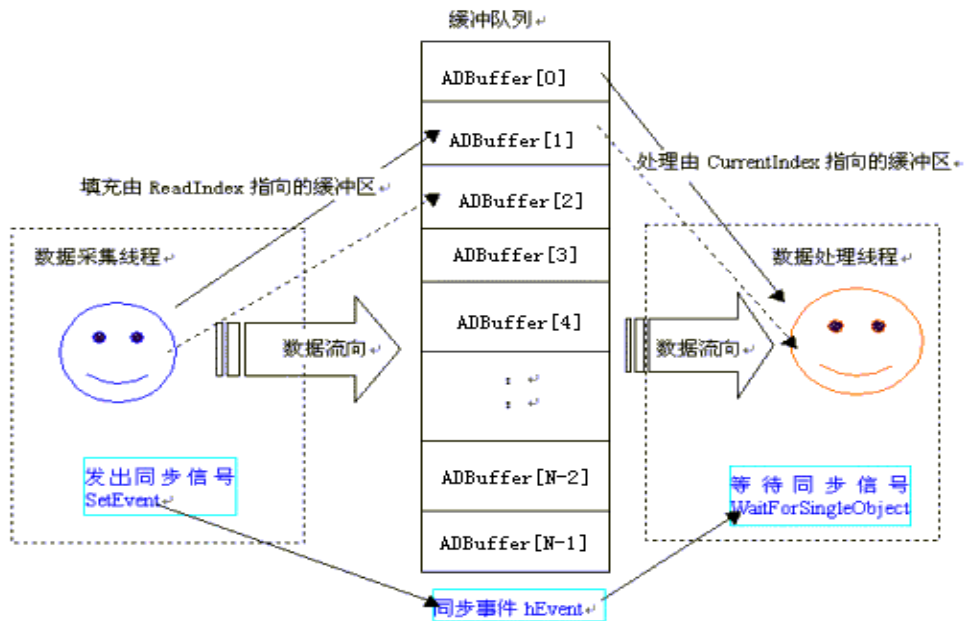 缓冲队列
ADBuffer[0]
ADBuffer[1]
处理由 CurrentIndex 指向的缓冲区
填充由 ReadIndex 指向的缓冲区
ADBuffer[2]
数据采集线程
ADBuffer[3]
数据处理线程
ADBuffer[4]
数据流向
数据流向
:
:
发出同步信号
SetEvent
ADBuffer[N-2]
等待同步信号
WaitForSingleObject
ADBuffer[N-1]
同步事件 hEvent